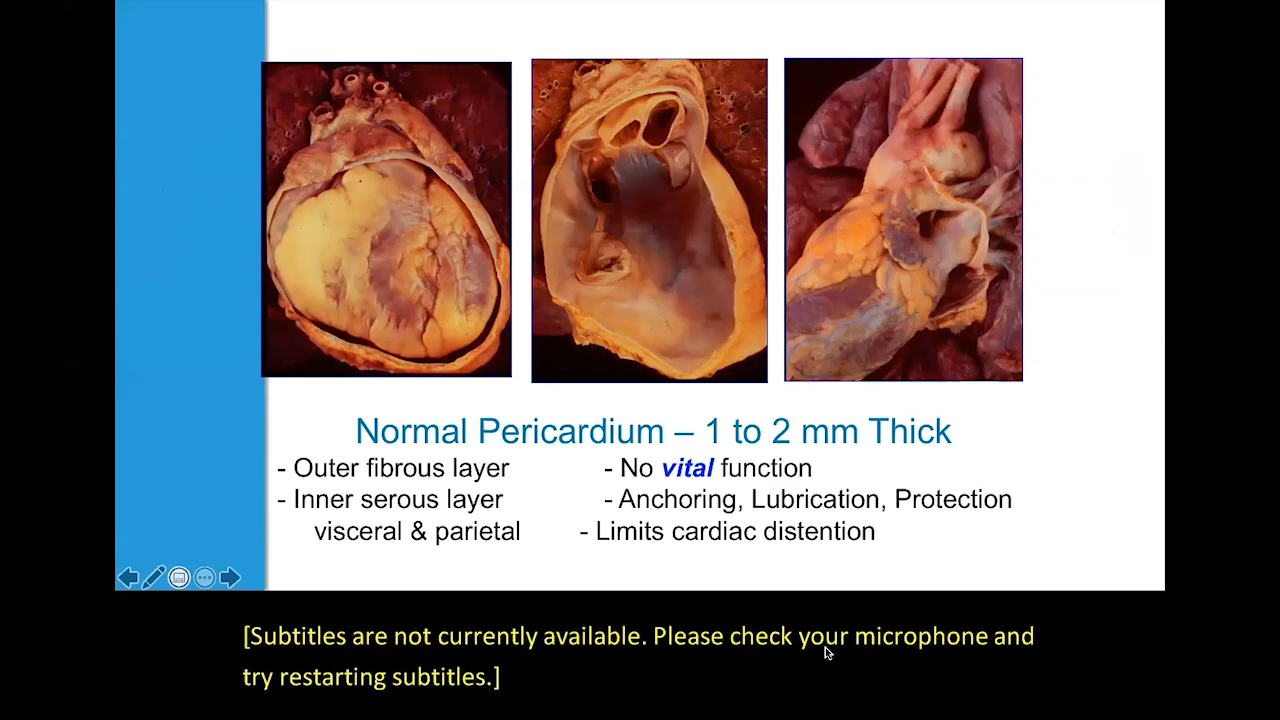 Normal Pericardium – 1 to 2 mm Thick
- Outer fibrous layer
- Inner serous layer
visceral & parietal
- No vital function
- Anchoring, Lubrication, Protection
- Limits cardiac distention
[Subtitles are not currently available. Please check your microphone and
try restarting subtitles.]